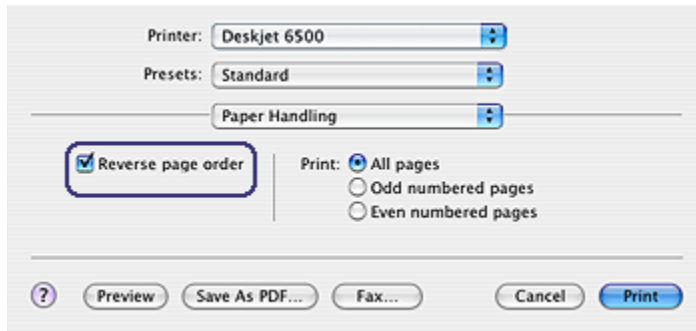 Printer: Deskjet 6500
Presets: Standard
Paper Handling
Reverse page order Print: All pages
Odd numbered pages
Even numbered pages
? Preview Save As PDF... Fax... Cancel Print